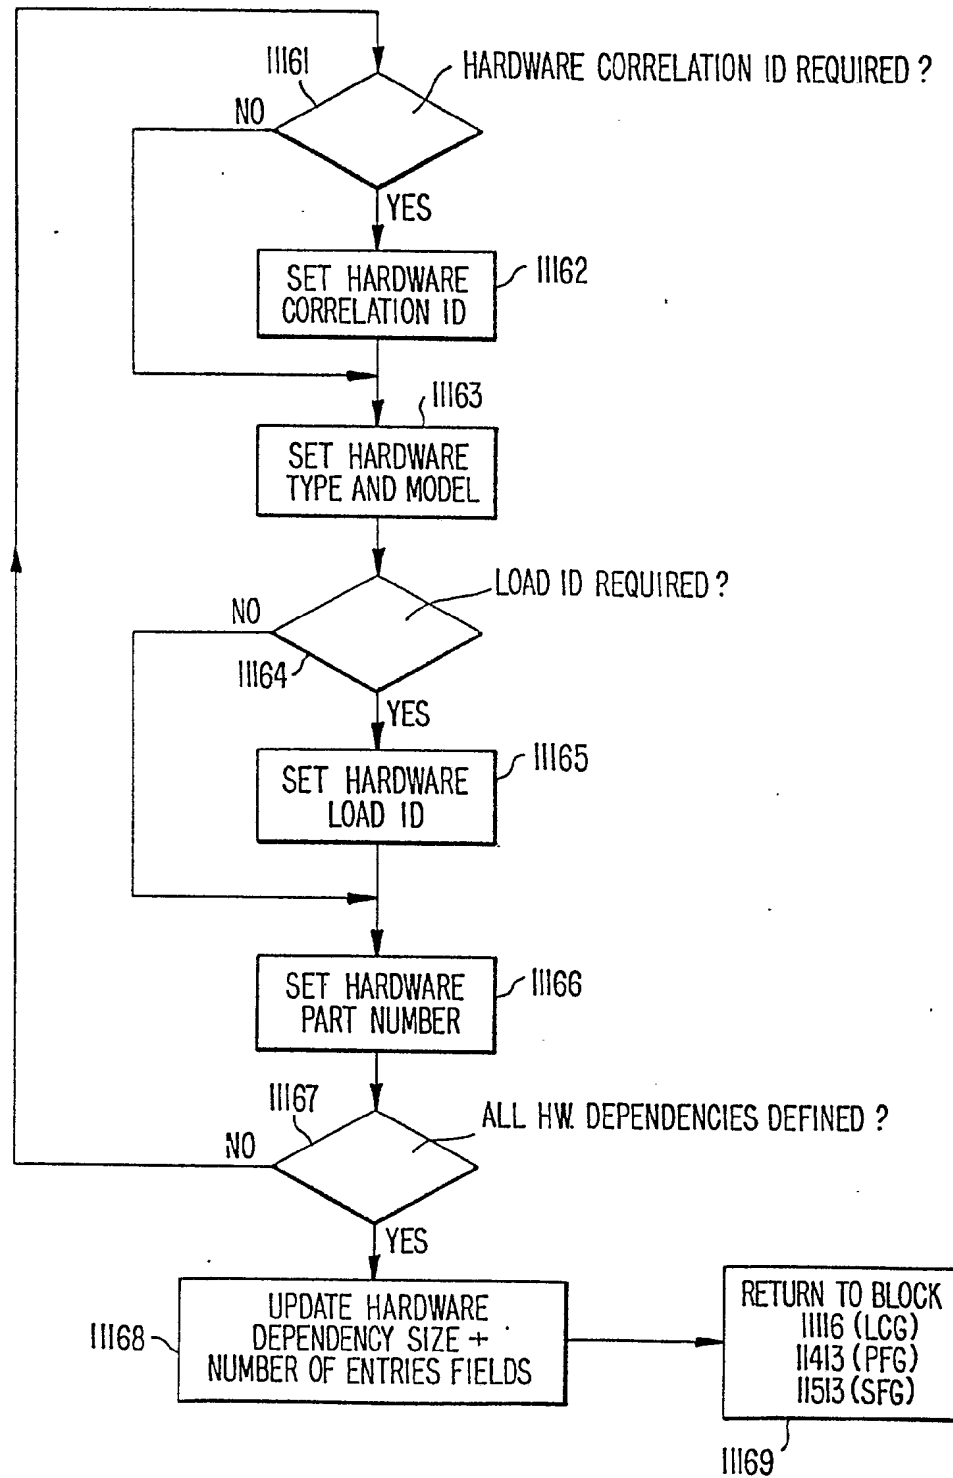 11161
HARDWARE CORRELATION ID REQUIRED ?
NO
YES
SET HARDWARE
CORRELATION ID
11162
11163
SET HARDWARE
TYPE AND MODEL
LOAD ID REQUIRED ?
NO
11164
YES
SET HARDWARE
LOAD ID
11165
SET HARDWARE
PART NUMBER
11166
11167
ALL HW. DEPENDENCIES DEFINED ?
NO
YES
UPDATE HARDWARE
DEPENDENCY SIZE +
NUMBER OF ENTRIES FIELDS
11168
RETURN TO BLOCK
11116 (LCG)
11413 (PFG)
11513 (SFG)
11169